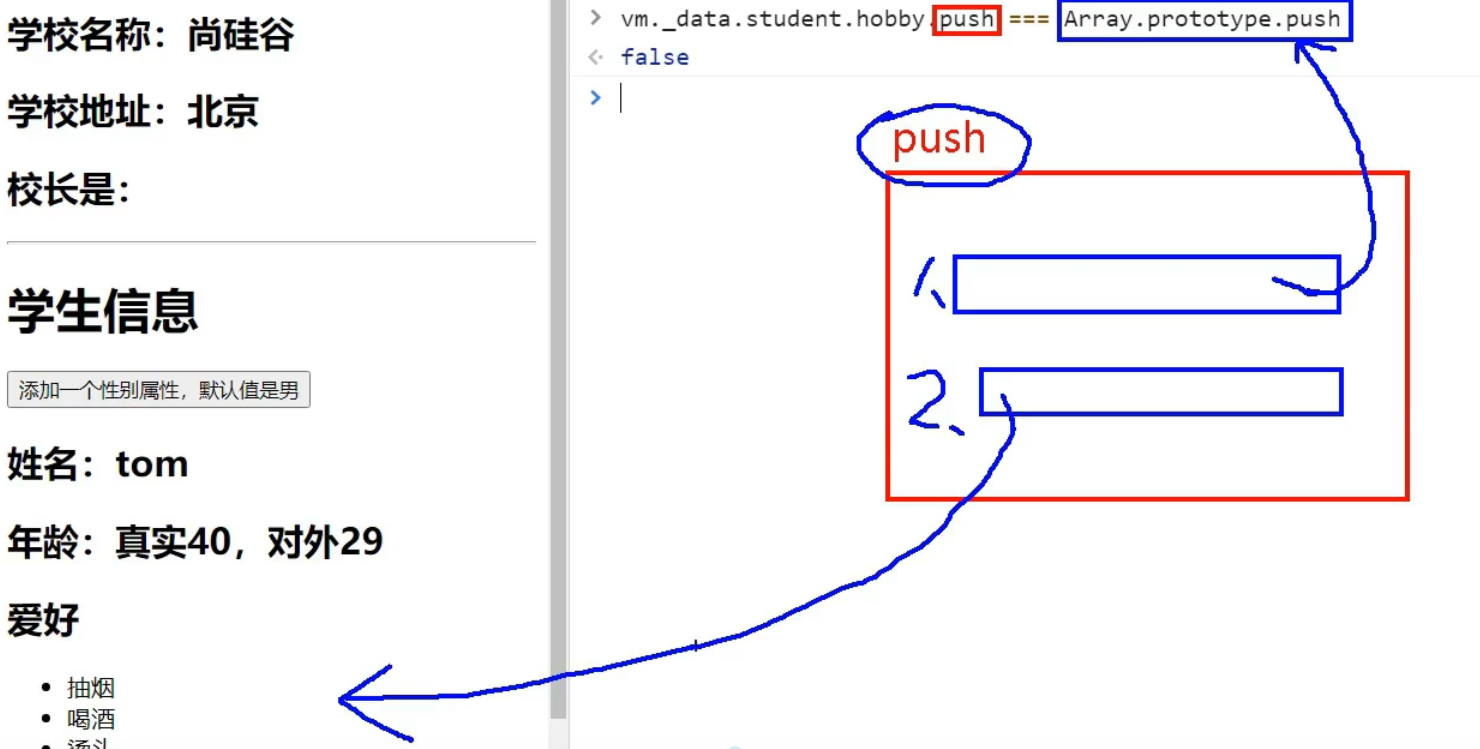 学校名称：尚硅谷
学校地址：北京
校长是：
学生信息
添加一个性别属性，默认值是男
姓名：tom
年龄：真实40，对外29
爱好
抽烟
喝酒
烫头
> vm._data.student.hobby.push === Array.prototype.push
false
push
1、
2、